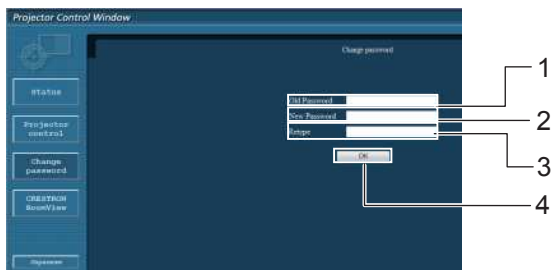 Projector Control Window
Change password
Status
Projector
control
Change
password
CRESTRON
RoomView
Japanese
Old Password
New Password
Retype
OK
1
2
3
4